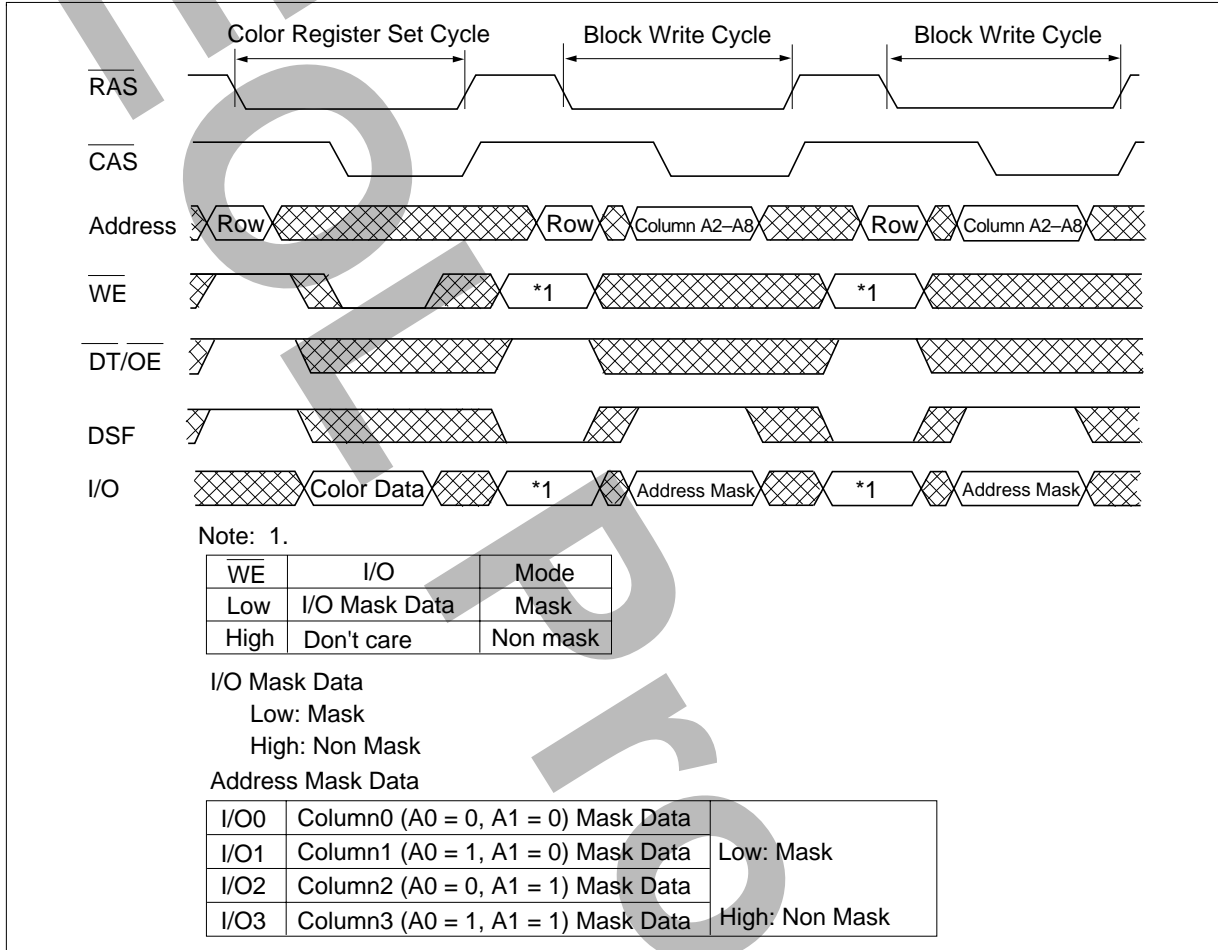 Color Register Set Cycle Block Write Cycle Block Write Cycle
RAS
CAS
Address Row Row Column A2–A8 Row Column A2–A8
WE *1 *1
DT/OE
DSF
I/O Color Data *1 Address Mask *1 Address Mask
Note: 1.
WE I/O Mode
Low I/O Mask Data Mask
High Don't care Non mask
I/O Mask Data
Low: Mask
High: Non Mask
Address Mask Data
I/O0 Column0 (A0 = 0, A1 = 0) Mask Data
I/O1 Column1 (A0 = 1, A1 = 0) Mask Data Low: Mask
I/O2 Column2 (A0 = 0, A1 = 1) Mask Data
I/O3 Column3 (A0 = 1, A1 = 1) Mask Data High: Non Mask
EOL Pro